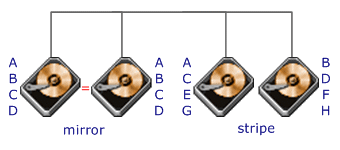 A A A B
B B C D
C = C E F
D D G H
mirror stripe